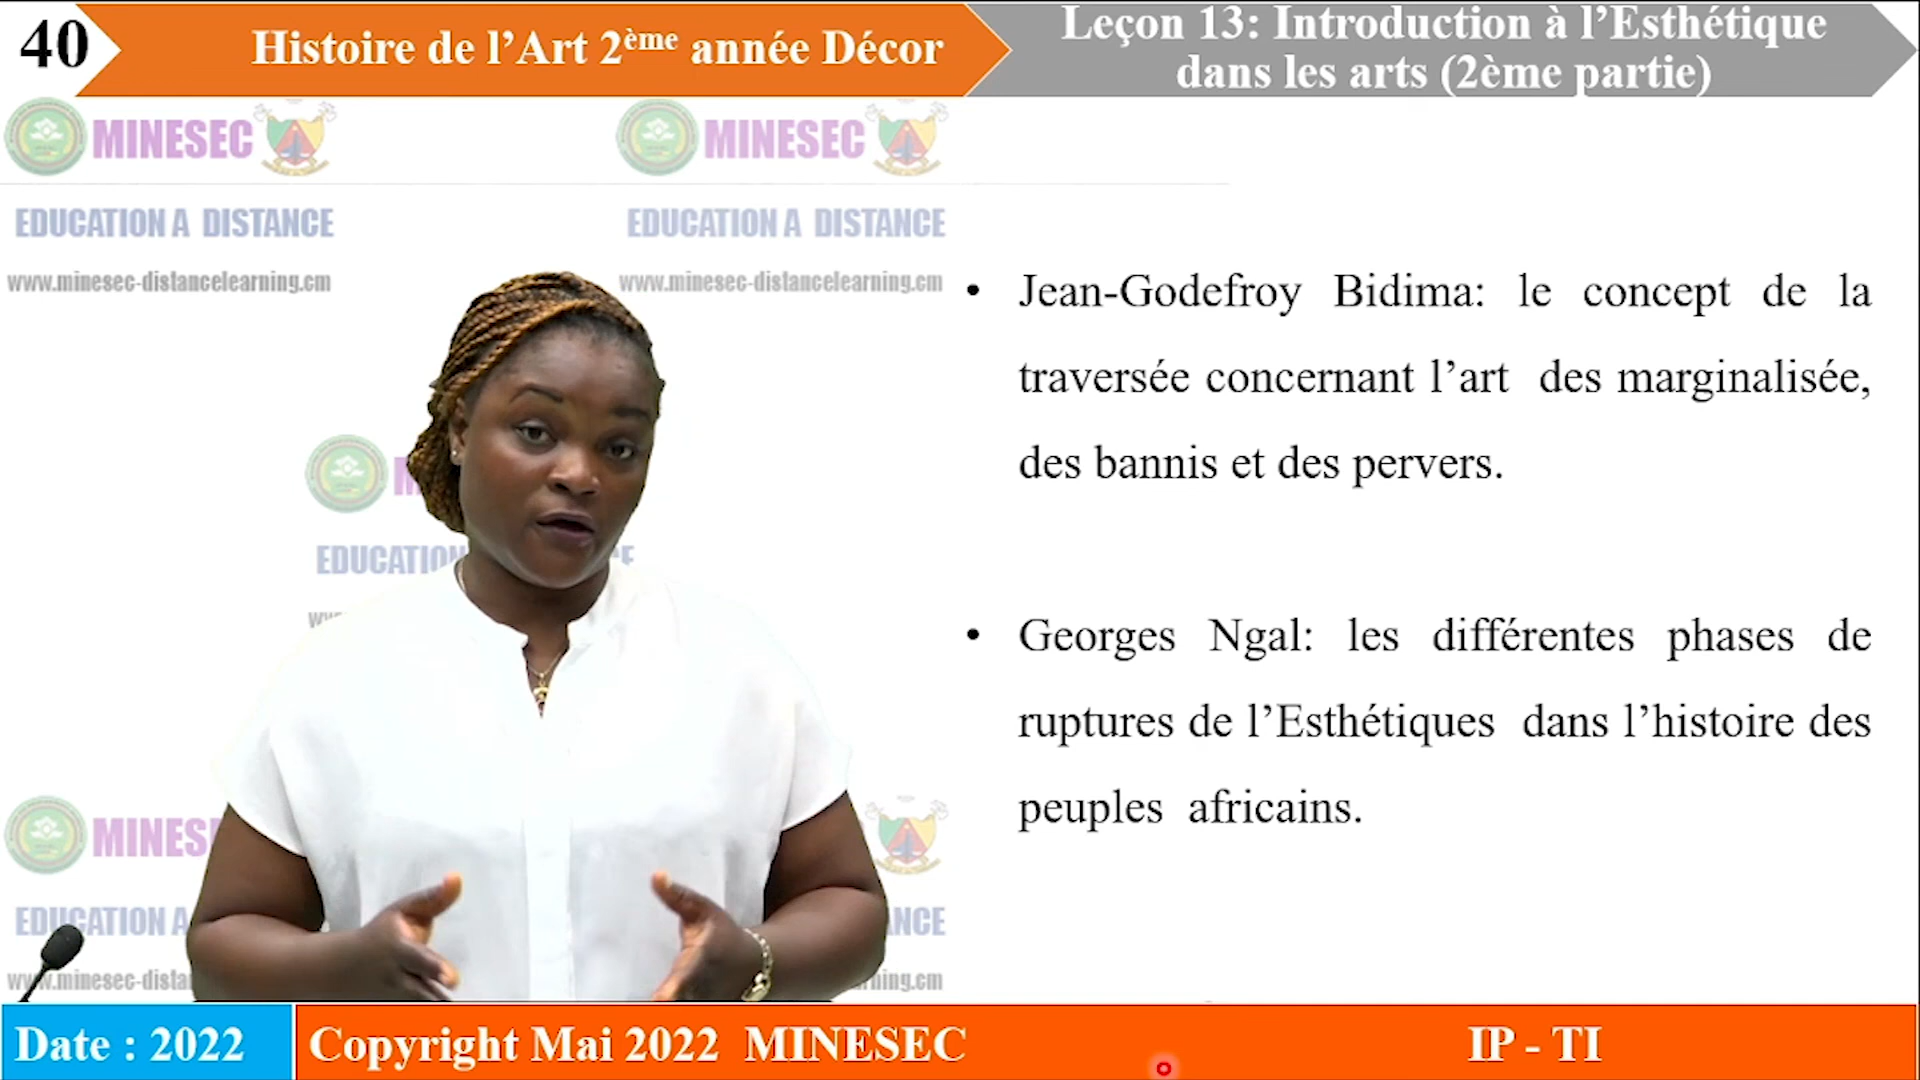 40
Histoire de l’Art 2ème année Décor
Leçon 13: Introduction à l’Esthétique
dans les arts (2ème partie)
MINESEC
MINESEC
EDUCATION A DISTANCE
EDUCATION A DISTANCE
www.minesec-distancelearning.cm
www.minesec-distancelearning.cm
• Jean-Godefroy Bidima: le concept de la
traversée concernant l’art des marginalisée,
des bannis et des pervers.
• Georges Ngal: les différentes phases de
ruptures de l’Esthétiques dans l’histoire des
peuples africains.
Date : 2022
Copyright Mai 2022 MINESEC
IP - TI